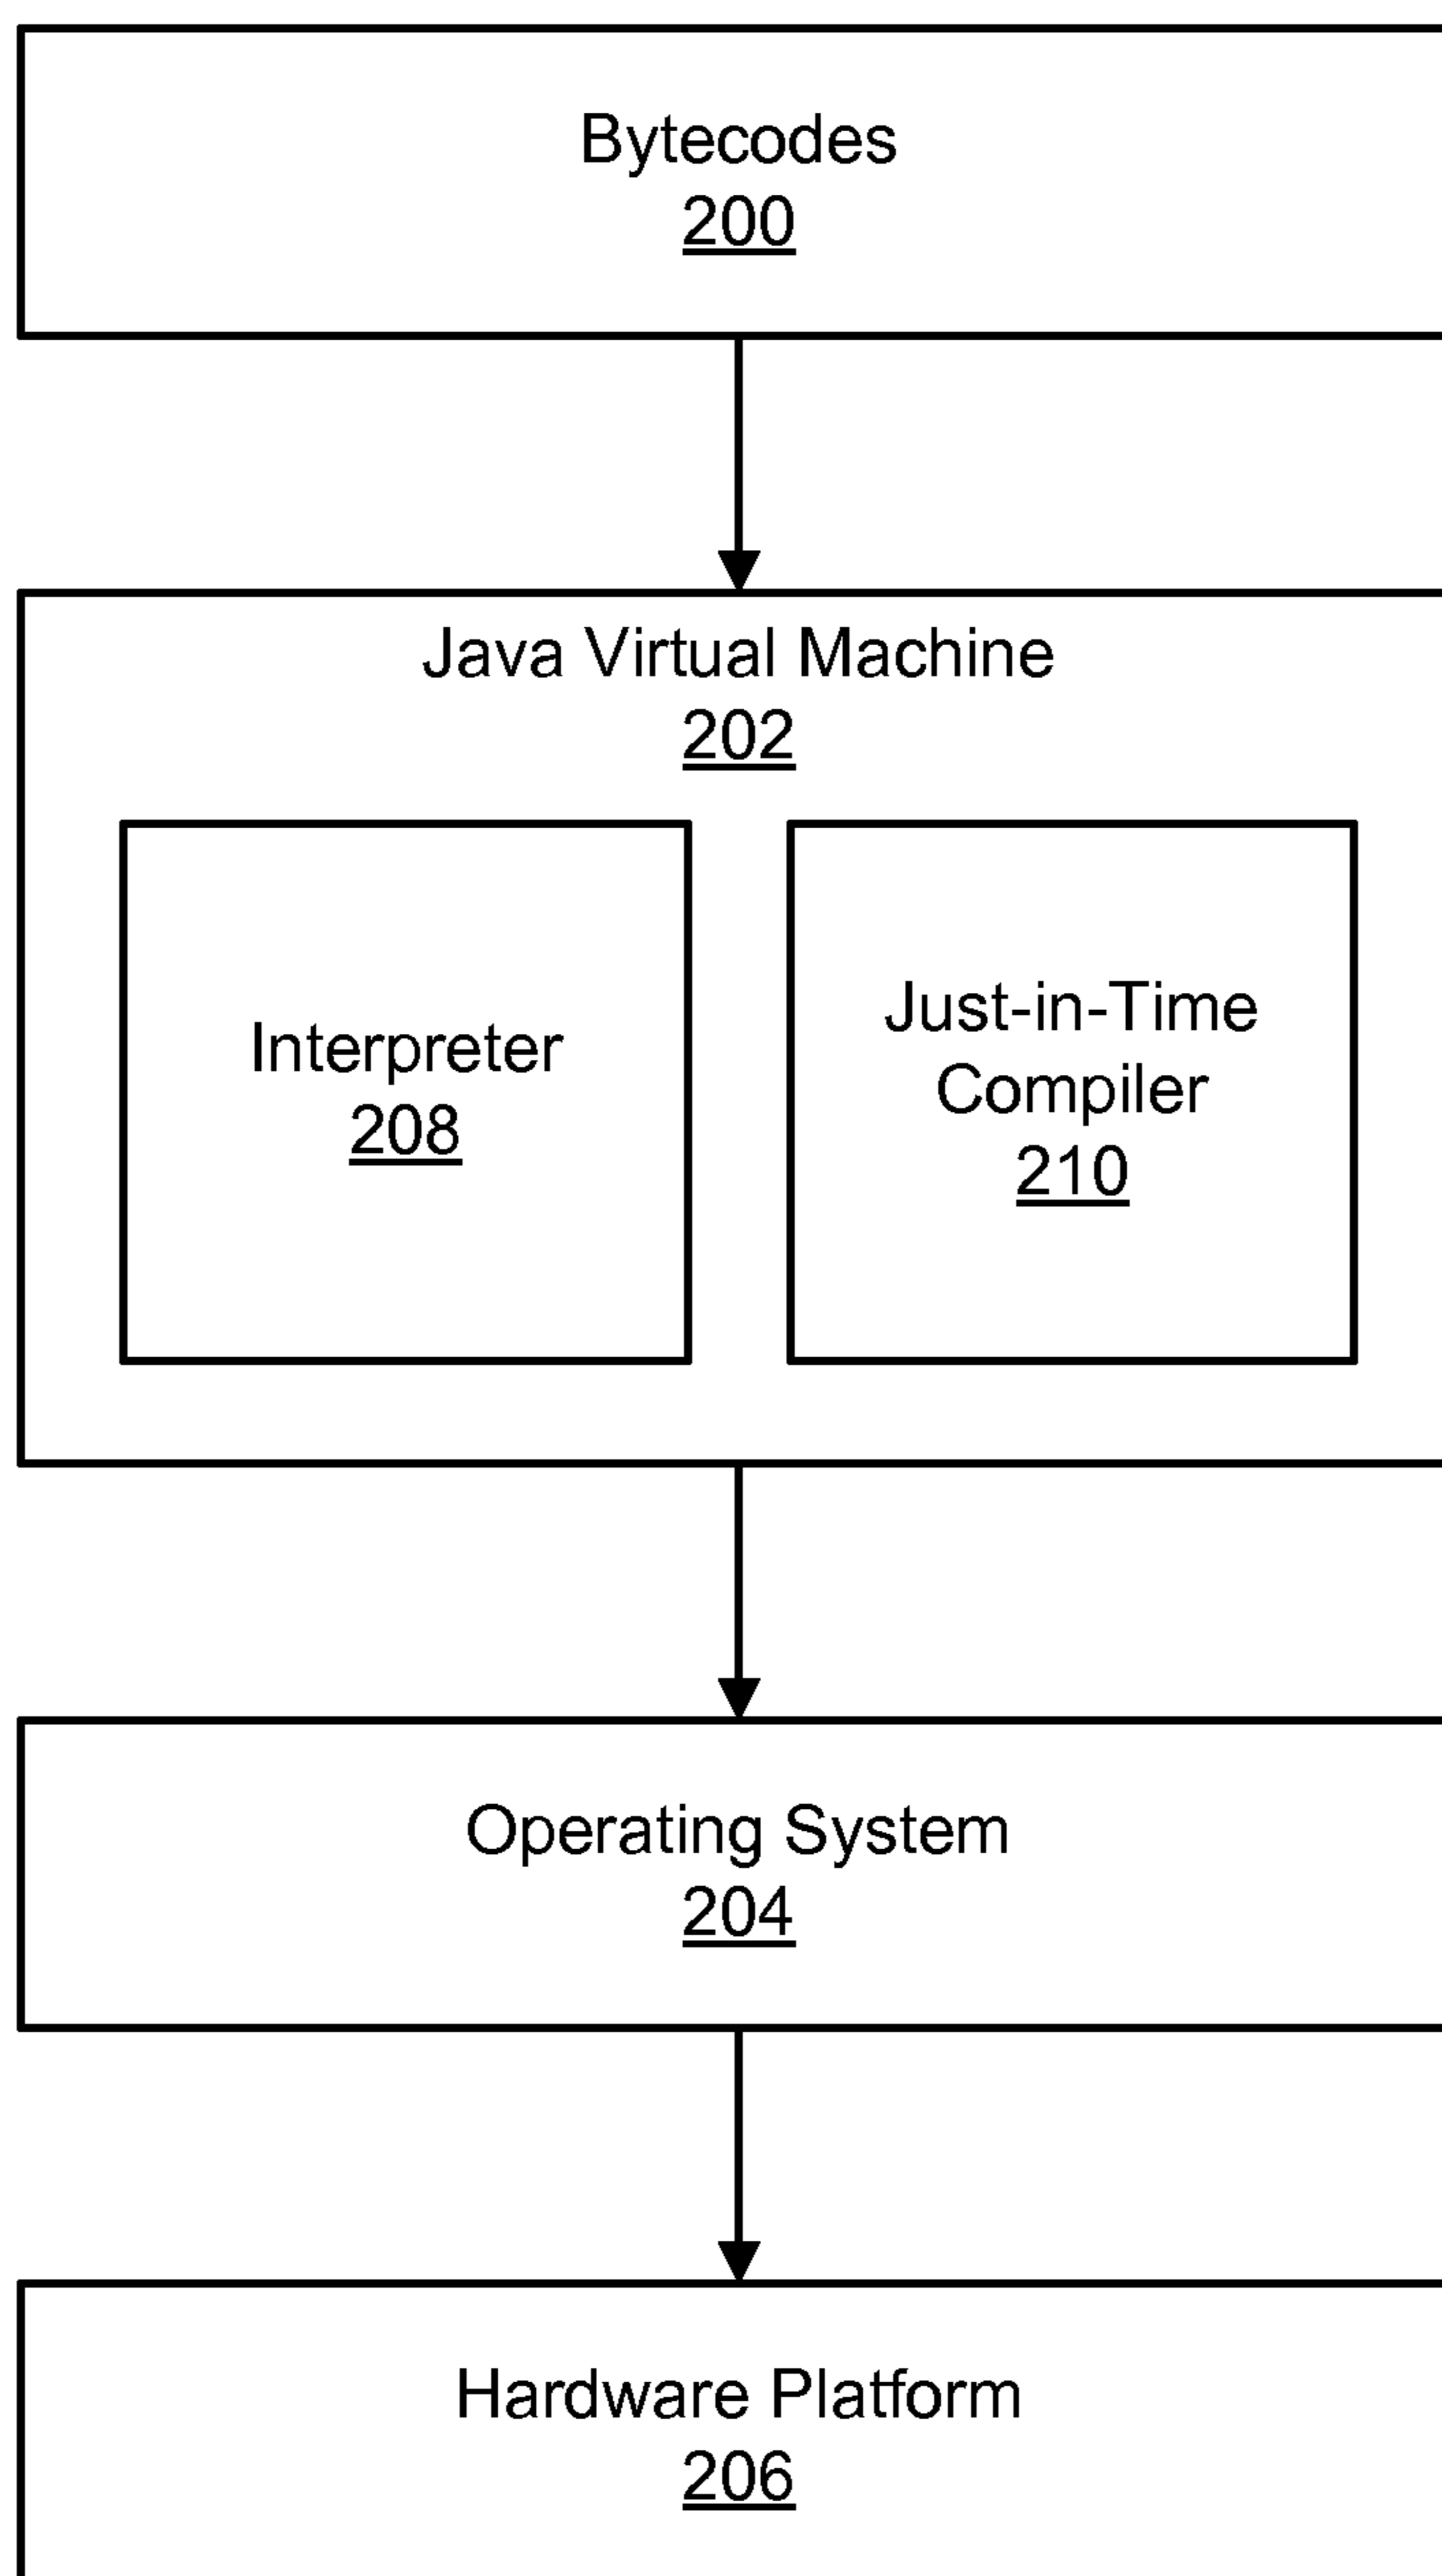 Bytecodes
200
Java Virtual Machine
202
Interpreter
208
Just-in-Time
Compiler
210
Operating System
204
Hardware Platform
206